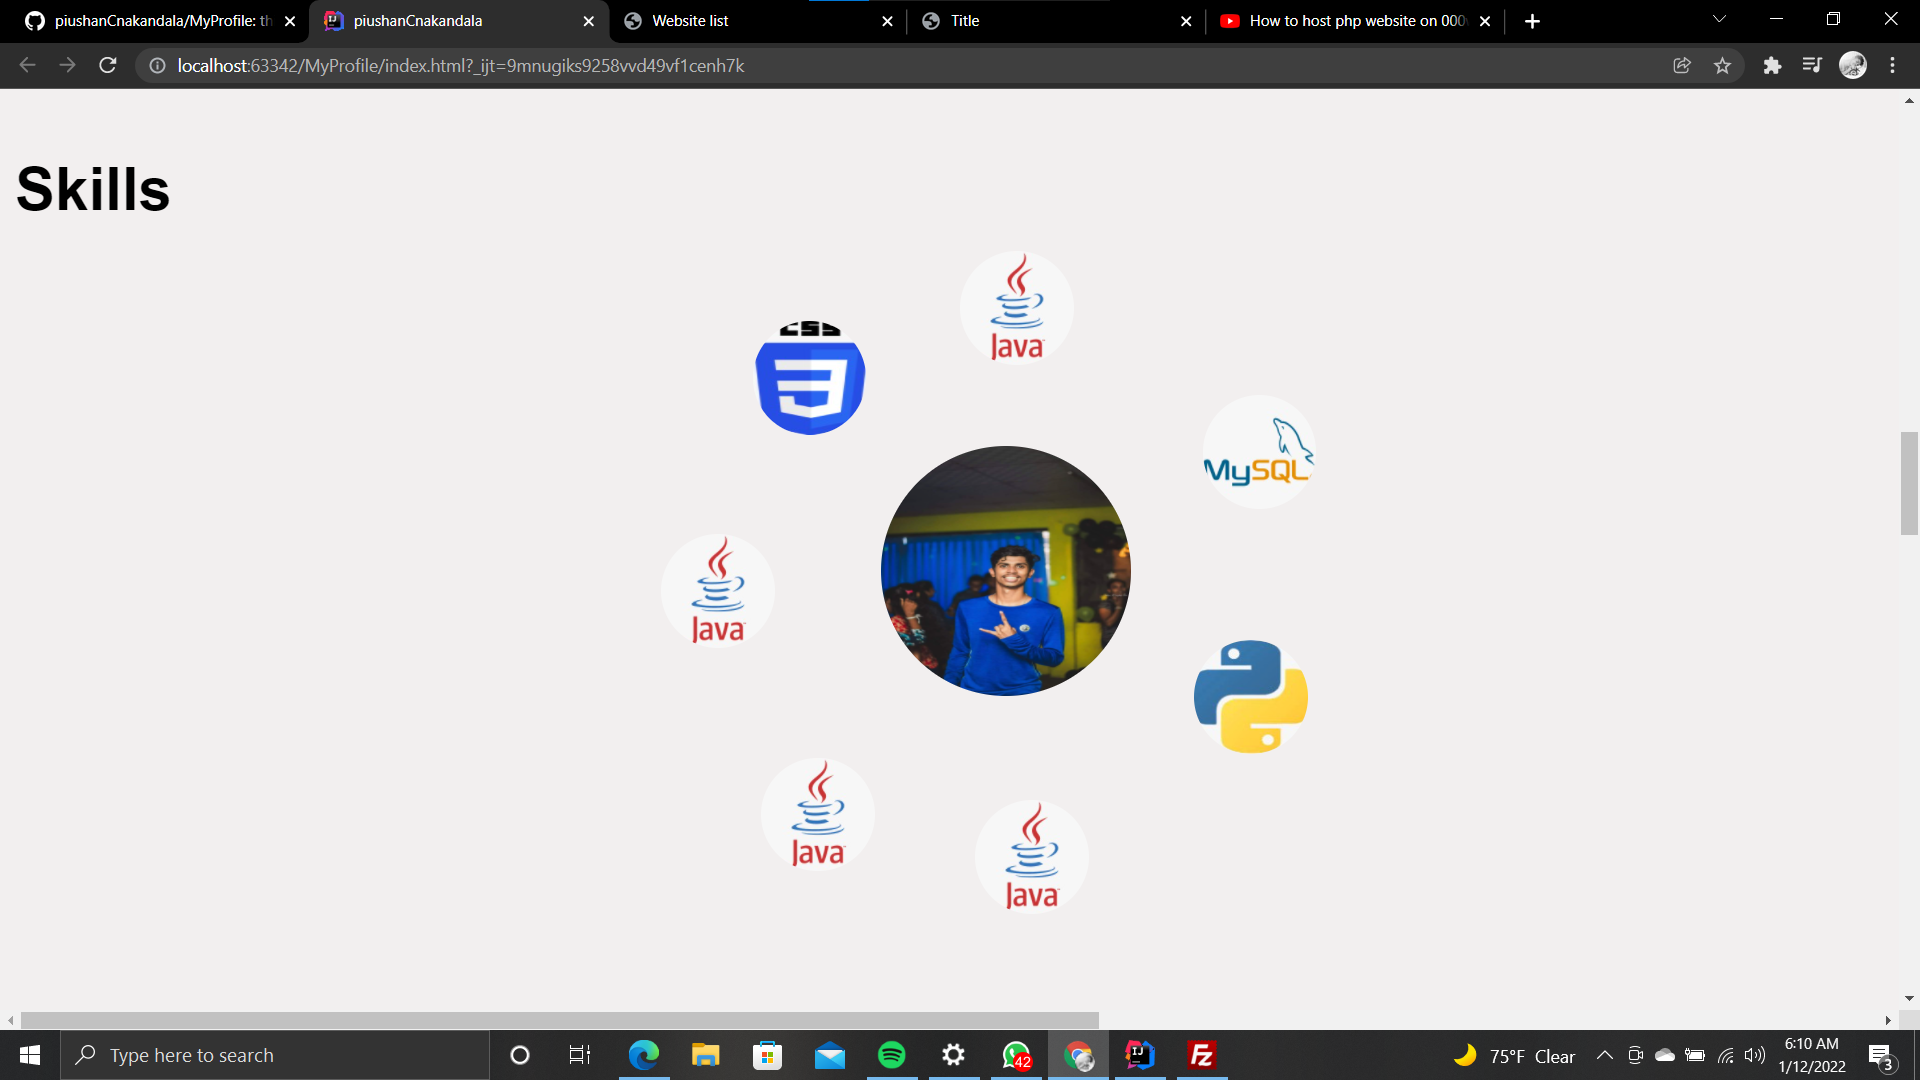 piushanCnakandala/MyProfile: th
piushanCnakandala
Website list
Title
How to host php website on 000
localhost:63342/MyProfile/index.html?_ijt=9mnugiks9258vvd49vf1cenh7k
Skills
Java
CSS
MySQL
Java
Java
Java
Type here to search
42
IJ
Fz
75°F Clear
6:10 AM
1/12/2022
3